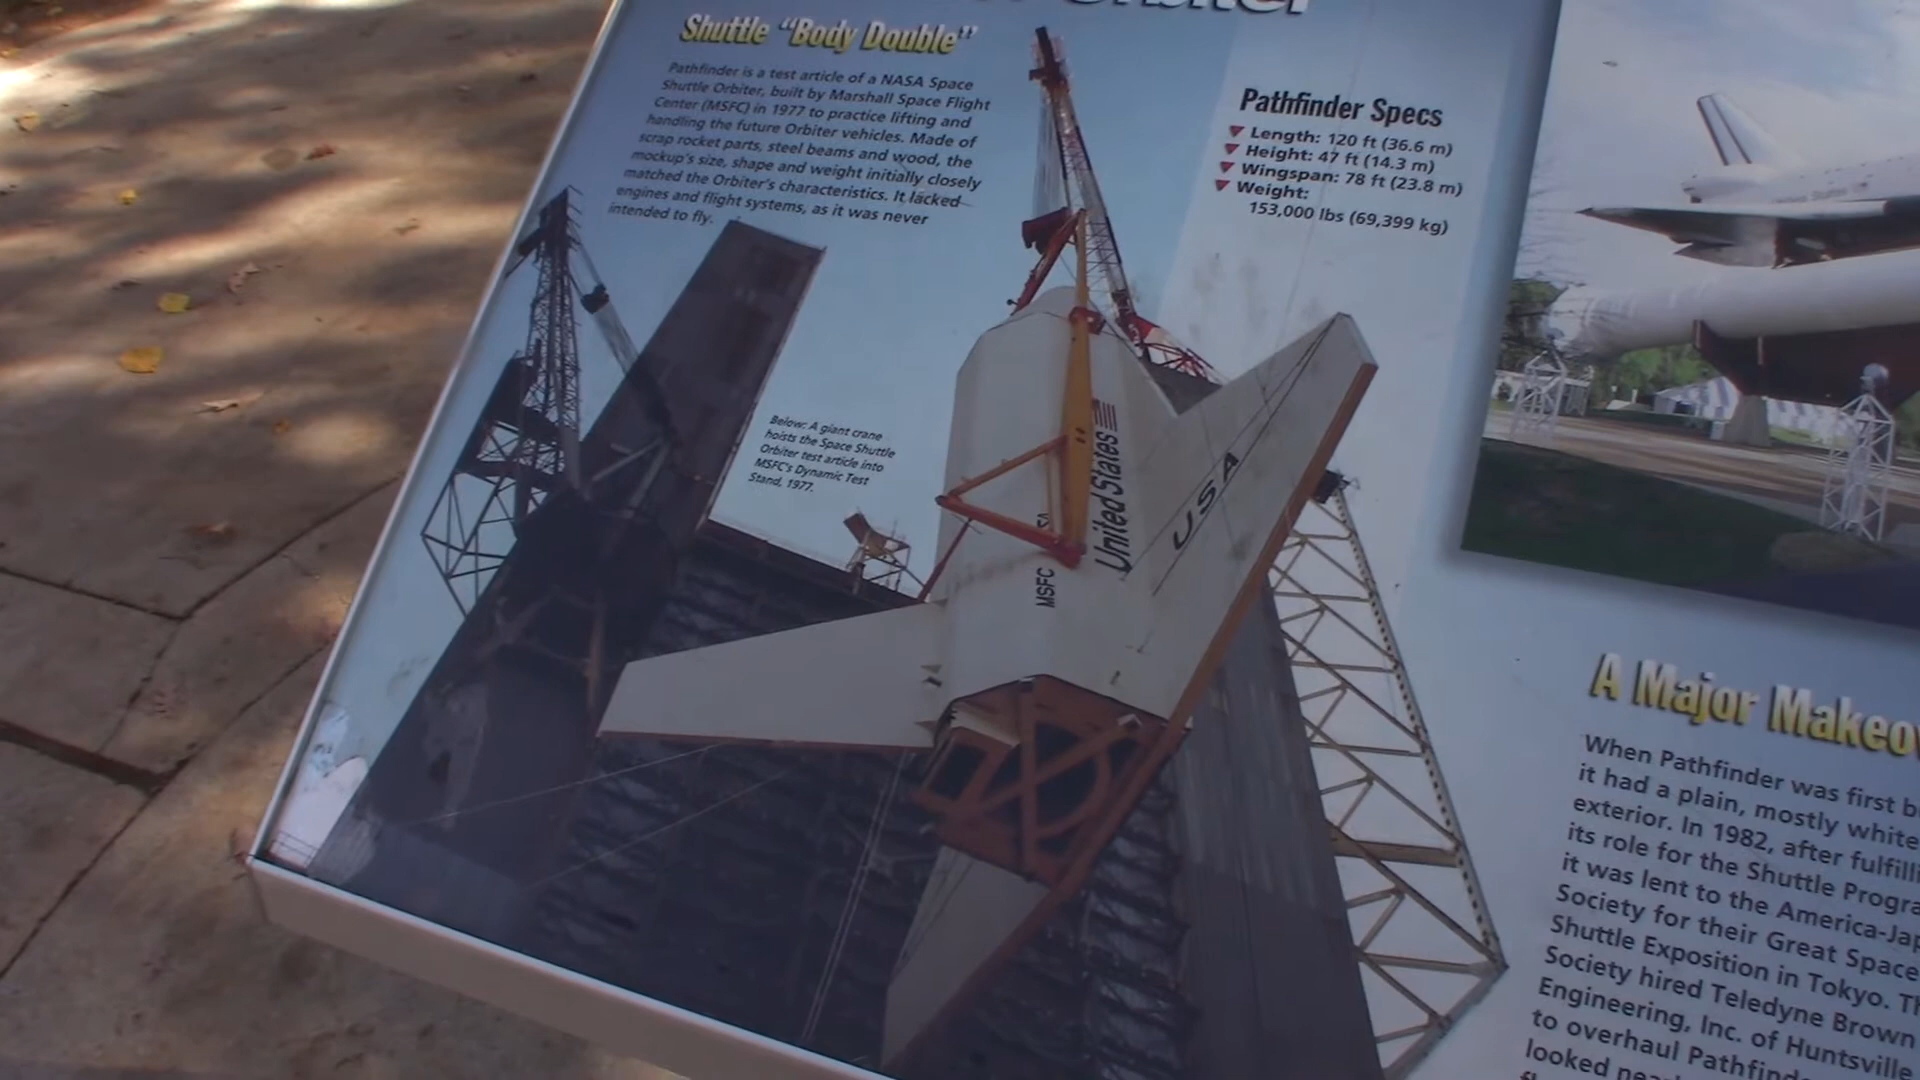 Orbiter
Shuttle “Body Double”
Pathfinder is a test article of a NASA Space
Shuttle Orbiter, built by Marshall Space Flight
Center (MSFC) in 1977 to practice lifting and
handling the future Orbiter vehicles. Made of
scrap rocket parts, steel beams and wood, the
mockup's size, shape and weight initially closely
matched the Orbiter's characteristics. It lacked
engines and flight systems, as it was never
intended to fly.
Pathfinder Specs
Length: 120 ft (36.6 m)
Height: 47 ft (14.3 m)
Wingspan: 78 ft (23.8 m)
Weight:
153,000 lbs (69,399 kg)
Below: A giant crane
hoists the Space Shuttle
Orbiter test article into
MSFC's Dynamic Test
Stand, 1977.
United States
USA
MSFC
A Major
When Pathfinder was first
it had a plain, mostly white
exterior. In 1982, after
its role for the Shuttle
it was lent to the
Society for their Great Space
Shuttle Exposition in Tokyo.
Society hired Teledyne Brown
Engineering, Inc. of Huntsville
to overhaul
looked